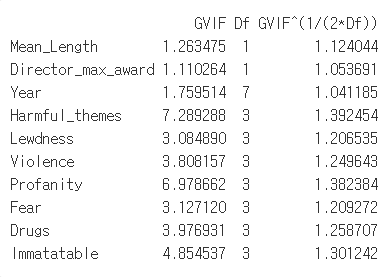 GVIF Df GVIF^(1/(2*Df))
Mean_Length 1.263475 1 1.124044
Director_max_award 1.110264 1 1.053691
Year 1.759514 7 1.041185
Harmful_themes 7.289288 3 1.392454
Lewdness 3.084890 3 1.206535
Violence 3.808157 3 1.249643
Profanity 6.978662 3 1.382384
Fear 3.127120 3 1.209272
Drugs 3.976931 3 1.258707
Immatatable 4.854537 3 1.301242